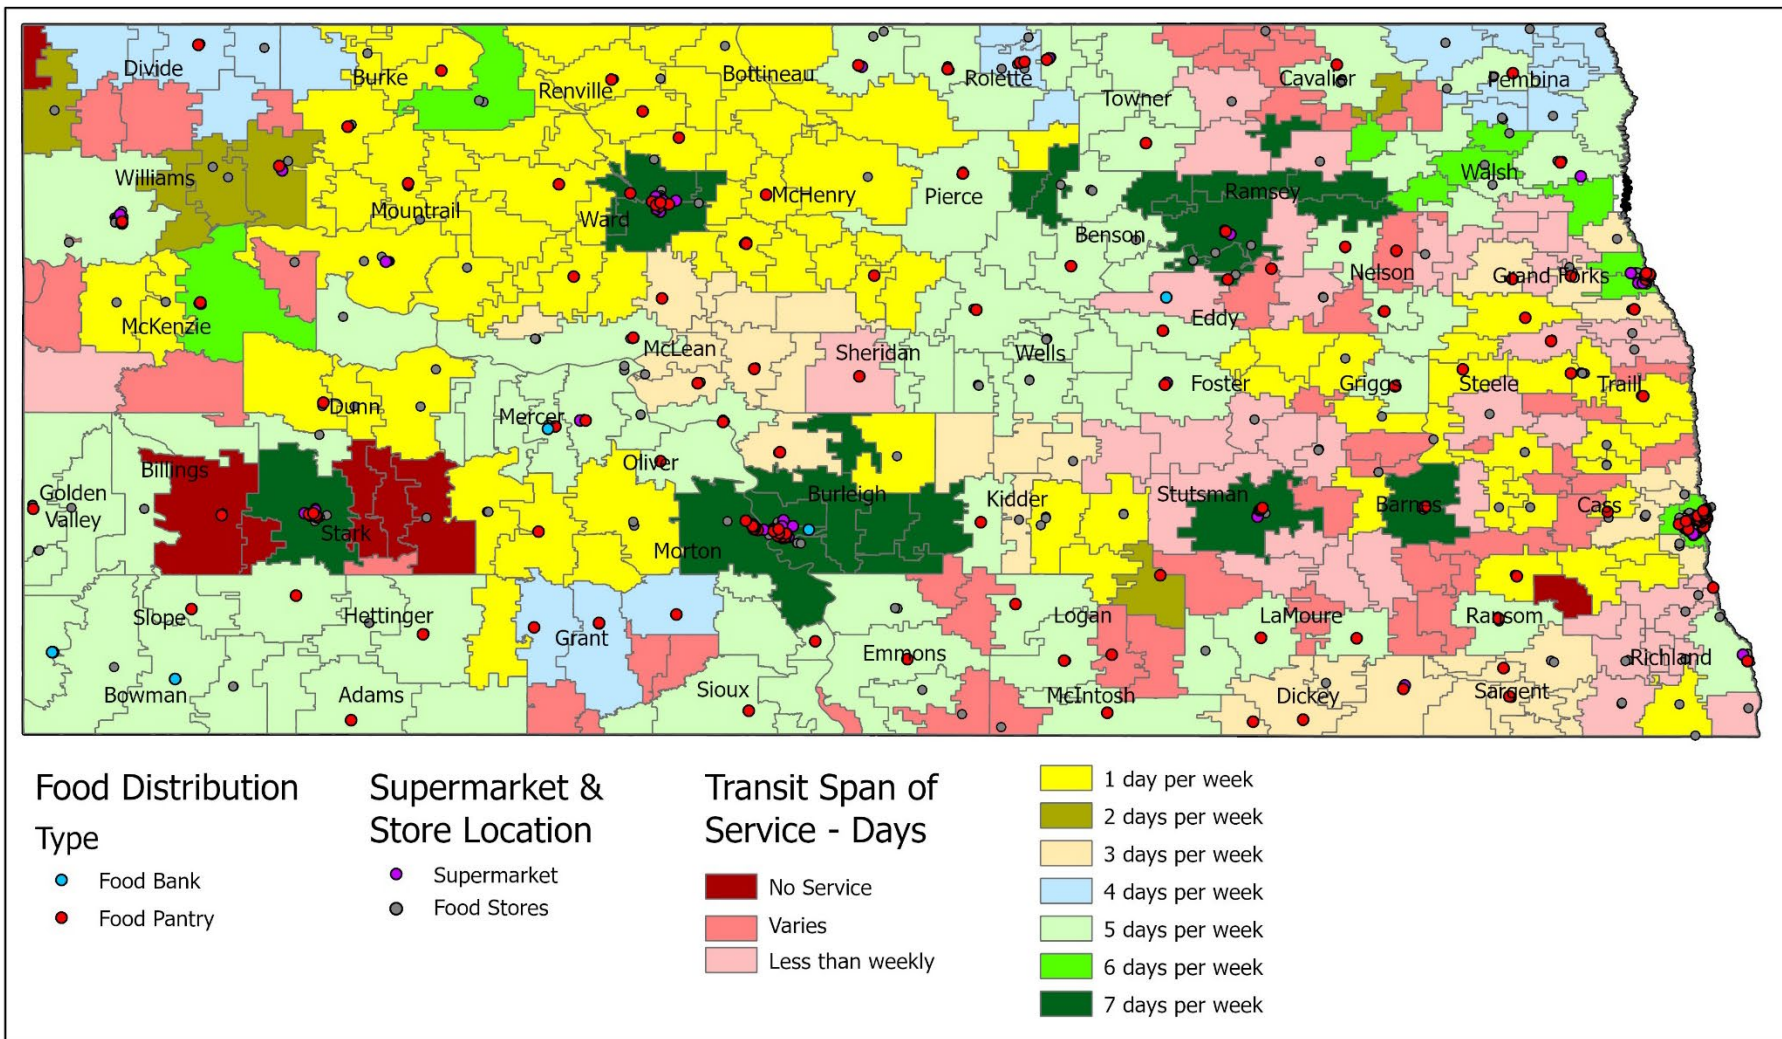 Divide
Burke
Renville
Bottineau
Rolette
Towner
Cavalier
Pembina
Williams
Mountrail
Ward
McHenry
Pierce
Benson
Ramsey
Walsh
Nelson
Grand Forks
McKenzie
McLean
Sheridan
Wells
Eddy
Foster
Griggs
Steele
Traill
Dunn
Mercer
Oliver
Billings
Golden
Valley
Stark
Morton
Burleigh
Kidder
Stutsman
Barnes
Cass
Slope
Hettinger
Grant
Emmons
Logan
LaMoure
Ransom
Richland
Bowman
Adams
Sioux
McIntosh
Dickey
Sargent
Food Distribution
Type
Food Bank
Food Pantry
Supermarket &
Store Location
Supermarket
Food Stores
Transit Span of
Service - Days
No Service
Varies
Less than weekly
1 day per week
2 days per week
3 days per week
4 days per week
5 days per week
6 days per week
7 days per week